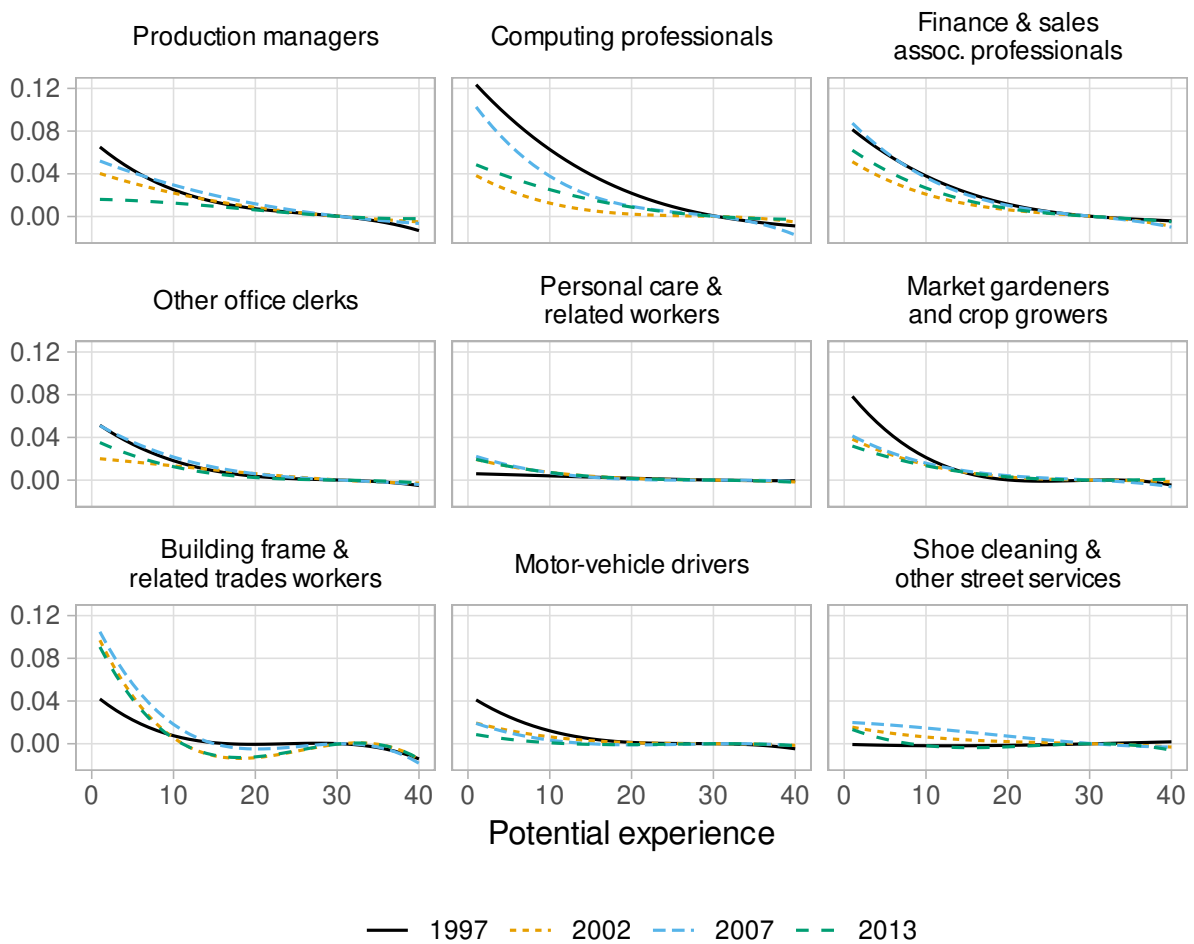 Production managers
Computing professionals
Finance & sales
assoc. professionals
0.12
0.08
0.04
0.00
Other office clerks
Personal care &
related workers
Market gardeners
and crop growers
0.12
0.08
0.04
0.00
Building frame &
related trades workers
Motor-vehicle drivers
Shoe cleaning &
other street services
0.12
0.08
0.04
0.00
0 10 20 30 40
0 10 20 30 40
0 10 20 30 40
Potential experience
1997 2002 2007 2013